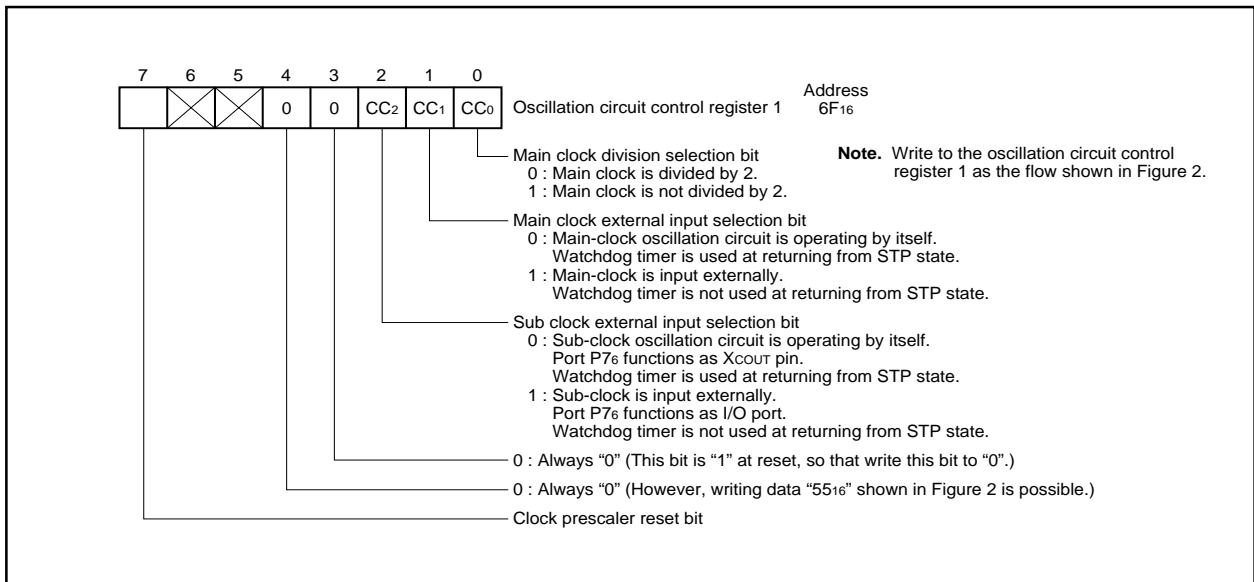 7 6 5 4 3 2 1 0
0 0 CC2 CC1 CC0 Oscillation circuit control register 1
Address
6F16
Note. Write to the oscillation circuit control
register 1 as the flow shown in Figure 2.
Main clock division selection bit
0 : Main clock is divided by 2.
1 : Main clock is not divided by 2.
Main clock external input selection bit
0 : Main-clock oscillation circuit is operating by itself.
Watchdog timer is used at returning from STP state.
1 : Main-clock is input externally.
Watchdog timer is not used at returning from STP state.
Sub clock external input selection bit
0 : Sub-clock oscillation circuit is operating by itself.
Port P76 functions as XCOUT pin.
Watchdog timer is used at returning from STP state.
1 : Sub-clock is input externally.
Port P76 functions as I/O port.
Watchdog timer is not used at returning from STP state.
0 : Always “0” (This bit is “1” at reset, so that write this bit to “0”.)
0 : Always “0” (However, writing data “5516” shown in Figure 2 is possible.)
Clock prescaler reset bit